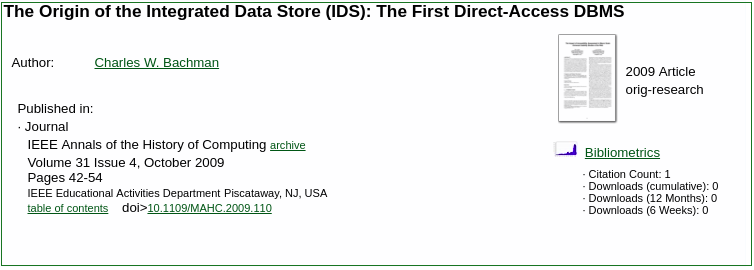 The Origin of the Integrated Data Store (IDS): The First Direct-Access DBMS
Author: Charles W. Bachman
2009 Article
orig-research
Published in:
· Journal
IEEE Annals of the History of Computing archive
Volume 31 Issue 4, October 2009
Pages 42-54
IEEE Educational Activities Department Piscataway, NJ, USA
table of contents doi>10.1109/MAHC.2009.110
Bibliometrics
· Citation Count: 1
· Downloads (cumulative): 0
· Downloads (12 Months): 0
· Downloads (6 Weeks): 0